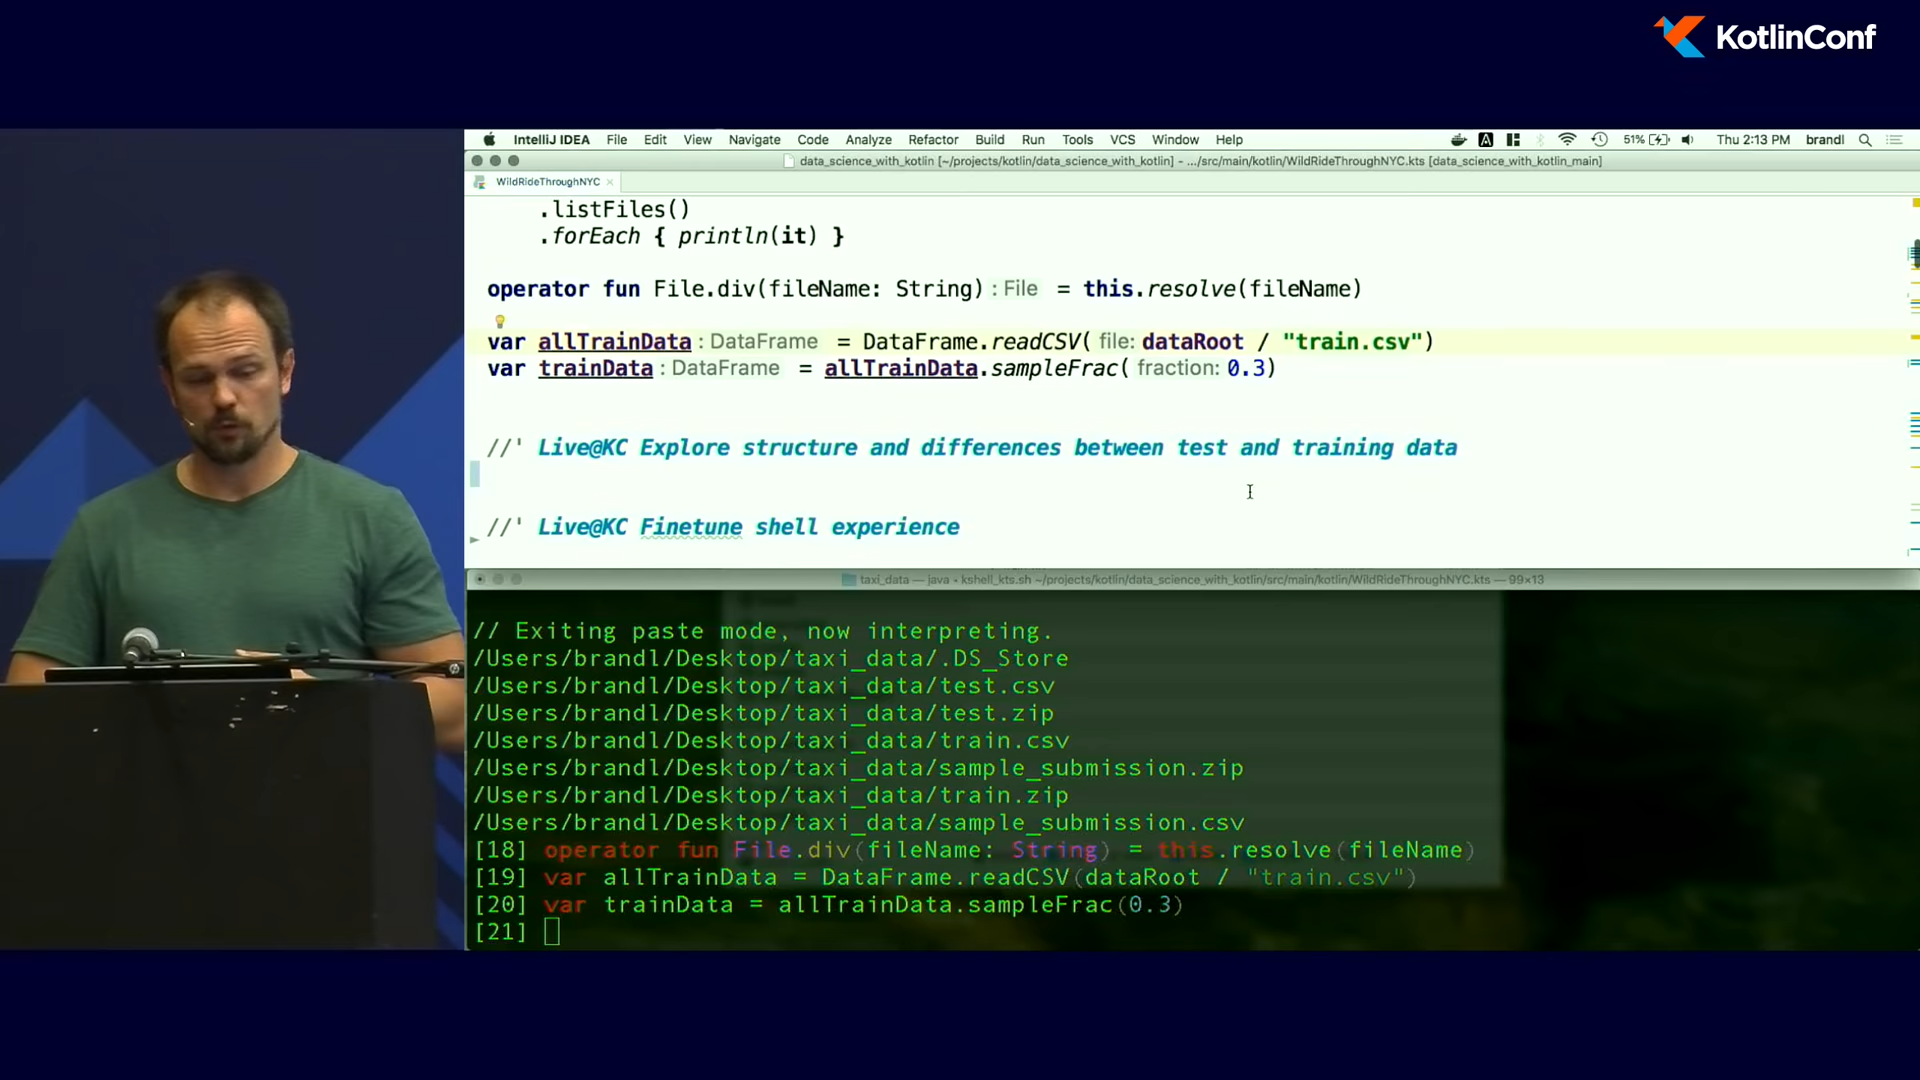 KotlinConf
IntelliJ IDEA File Edit View Navigate Code Analyze Refactor Build Run Tools VCS Window Help 51% Thu 2:13 PM brandl
data_science_with_kotlin [~/projects/kotlin/data_science_with_kotlin] - .../src/main/kotlin/WildRideThroughNYC.kts [data_science_with_kotlin_main]
WildRideThroughNYC
.listFiles()
.forEach { println(it) }
operator fun File.div(fileName: String) : File = this.resolve(fileName)
var allTrainData : DataFrame = DataFrame.readCSV( file: dataRoot / "train.csv")
var trainData : DataFrame = allTrainData.sampleFrac( fraction: 0.3)
//' Live@KC Explore structure and differences between test and training data
//' Live@KC Finetune shell experience
taxi_data — java • kshell_kts.sh ~/projects/kotlin/data_science_with_kotlin/src/main/kotlin/WildRideThroughNYC.kts — 99×13
// Exiting paste mode, now interpreting.
/Users/brandl/Desktop/taxi_data/.DS_Store
/Users/brandl/Desktop/taxi_data/test.csv
/Users/brandl/Desktop/taxi_data/test.zip
/Users/brandl/Desktop/taxi_data/train.csv
/Users/brandl/Desktop/taxi_data/sample_submission.zip
/Users/brandl/Desktop/taxi_data/train.zip
/Users/brandl/Desktop/taxi_data/sample_submission.csv
[18] operator fun File.div(fileName: String) = this.resolve(fileName)
[19] var allTrainData = DataFrame.readCSV(dataRoot / "train.csv")
[20] var trainData = allTrainData.sampleFrac(0.3)
[21]